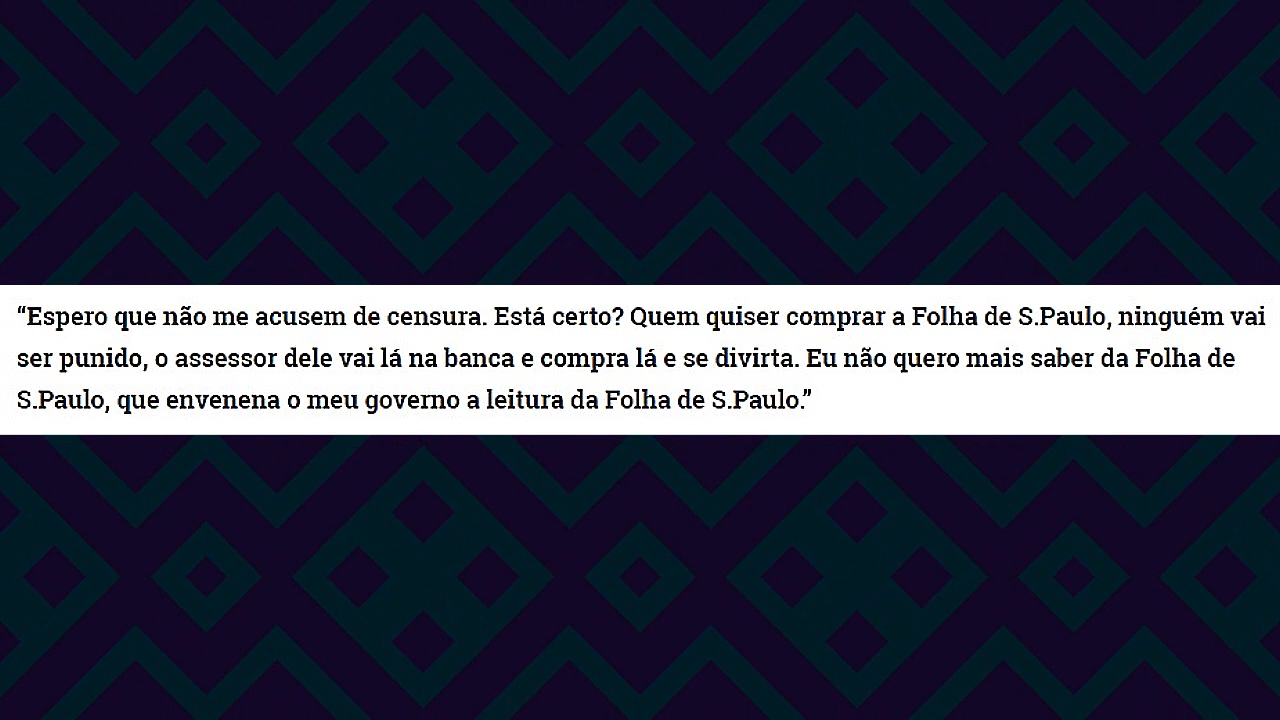 “Espero que não me acusem de censura. Está certo? Quem quiser comprar a Folha de S.Paulo, ninguém vai
ser punido, o assessor dele vai lá na banca e compra lá e se divirta. Eu não quero mais saber da Folha de
S.Paulo, que envenena o meu governo a leitura da Folha de S.Paulo.”